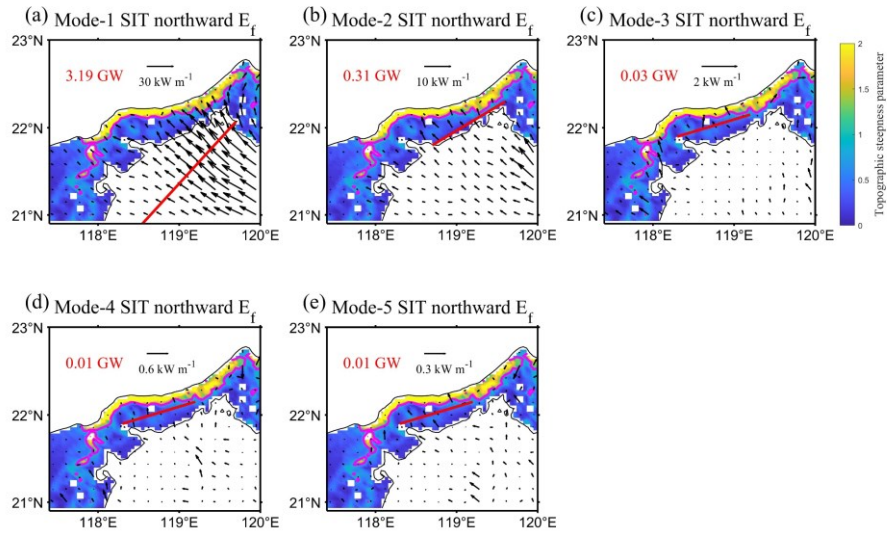 (a) Mode-1 SIT northward E_f
(b) Mode-2 SIT northward E_f
(c) Mode-3 SIT northward E_f
23°N
22°N
21°N
3.19 GW
30 kW m⁻¹
118°E
119°E
120°E
23°N
22°N
21°N
0.31 GW
10 kW m⁻¹
118°E
119°E
120°E
23°N
22°N
21°N
0.03 GW
2 kW m⁻¹
118°E
119°E
120°E
2
1.5
1
0.5
0
Topographic steepness parameter
(d) Mode-4 SIT northward E_f
(e) Mode-5 SIT northward E_f
23°N
22°N
21°N
0.01 GW
0.6 kW m⁻¹
118°E
119°E
120°E
23°N
22°N
21°N
0.01 GW
0.3 kW m⁻¹
118°E
119°E
120°E